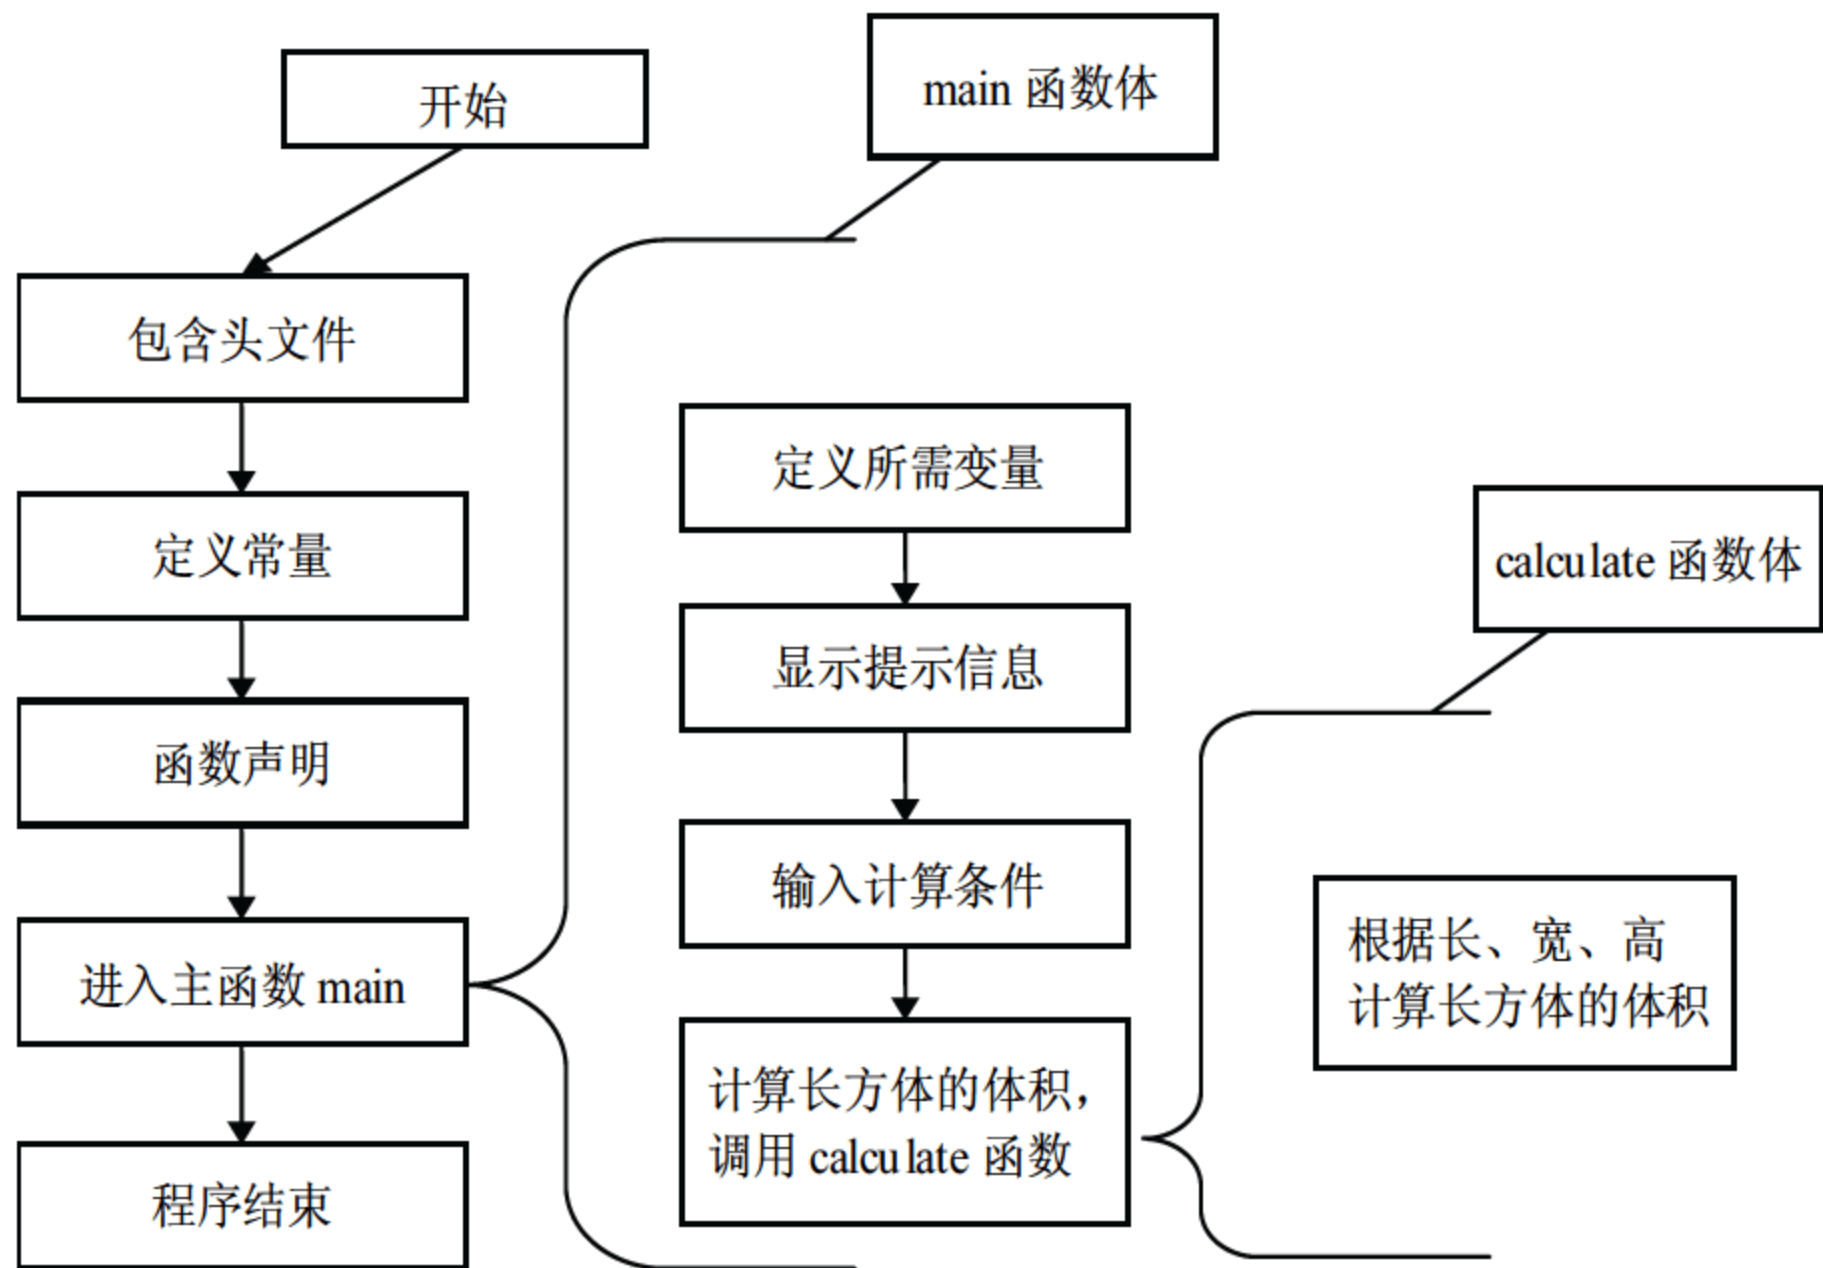 开始
包含头文件
定义常量
函数声明
进入主函数 main
程序结束
main 函数体
定义所需变量
显示提示信息
输入计算条件
计算长方体的体积，
调用 calculate 函数
calculate 函数体
根据长、宽、高
计算长方体的体积